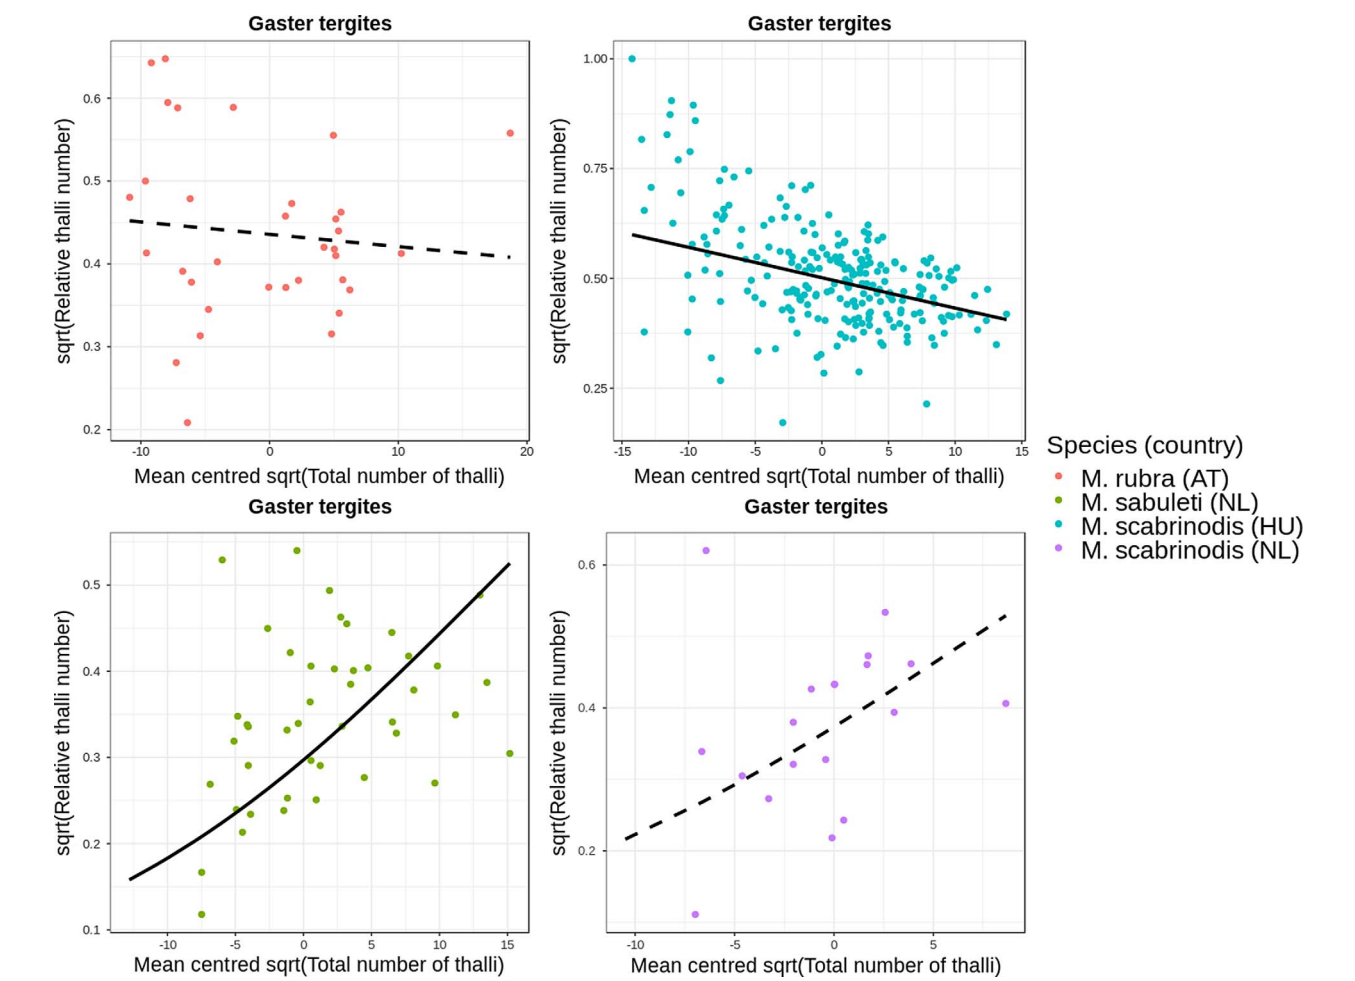 Gaster tergites
sqrt(Relative thalli number)
0.6
0.5
0.4
0.3
0.2
-10 0 10 20
Mean centred sqrt(Total number of thalli)
Gaster tergites
sqrt(Relative thalli number)
1.00
0.75
0.50
0.25
-15 -10 -5 0 5 10 15
Mean centred sqrt(Total number of thalli)
Gaster tergites
sqrt(Relative thalli number)
0.5
0.4
0.3
0.2
0.1
-10 -5 0 5 10 15
Mean centred sqrt(Total number of thalli)
Gaster tergites
sqrt(Relative thalli number)
0.6
0.4
0.2
-10 -5 0 5
Mean centred sqrt(Total number of thalli)
Species (country)
M. rubra (AT)
M. sabuleti (NL)
M. scabrinodis (HU)
M. scabrinodis (NL)